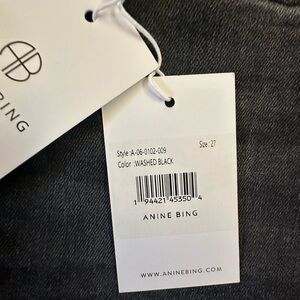 BING
Style :A-06-0102-009 Size : 27
Color :WASHED BLACK
1 94421 45350 4
ANINE BING
WWW.ANINEBING.COM